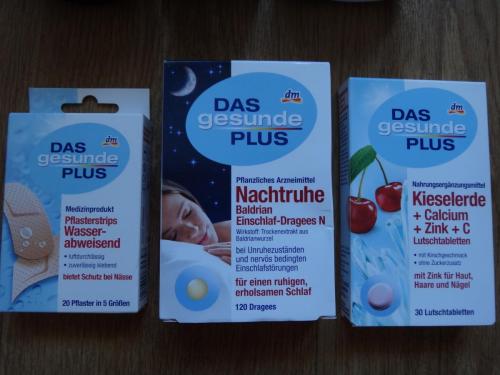 DAS
dm
gesunde
PLUS
Medizinprodukt
Pflasterstrips
Wasser-
abweisend
• luftdurchlässig
• zuverlässig klebend
bietet Schutz bei Nässe
20 Pflaster in 5 Größen
DAS
dm
gesunde
PLUS
Pflanzliches Arzneimittel
Nachtruhe
Baldrian
Einschlaf-Dragees N
Wirkstoff: Trockenextrakt aus
Baldrianwurzel
bei Unruhezuständen
und nervös bedingten
Einschlafstörungen
für einen ruhigen,
erholsamen Schlaf
120 Dragees
DAS
dm
gesunde
PLUS
Nahrungsergänzungsmittel
Kieselerde
+ Calcium
+ Zink + C
Lutschtabletten
• mit Kirschgeschmack
• ohne Zuckerzusatz
mit Zink für Haut,
Haare und Nägel
30 Lutschtabletten